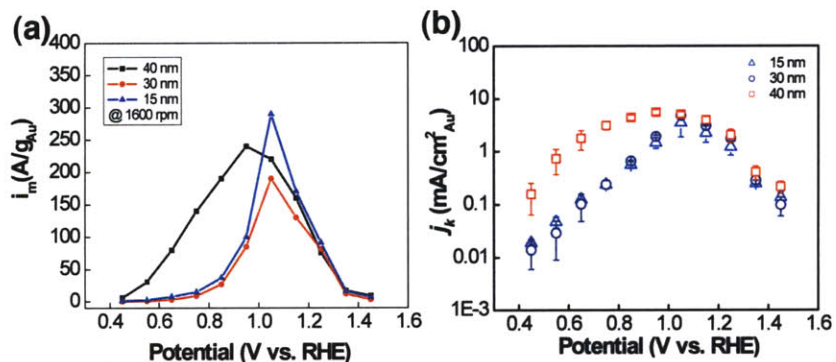 (a)
400
350
300
250
200
150
100
50
0
i_m(A/g_Au)
40 nm
30 nm
15 nm
@ 1600 rpm
0.4 0.6 0.8 1.0 1.2 1.4 1.6
Potential (V vs. RHE)
(b)
100
10
1
0.1
0.01
1E-3
j_k (mA/cm²_Au)
15 nm
30 nm
40 nm
0.4 0.6 0.8 1.0 1.2 1.4 1.6
Potential (V vs. RHE)